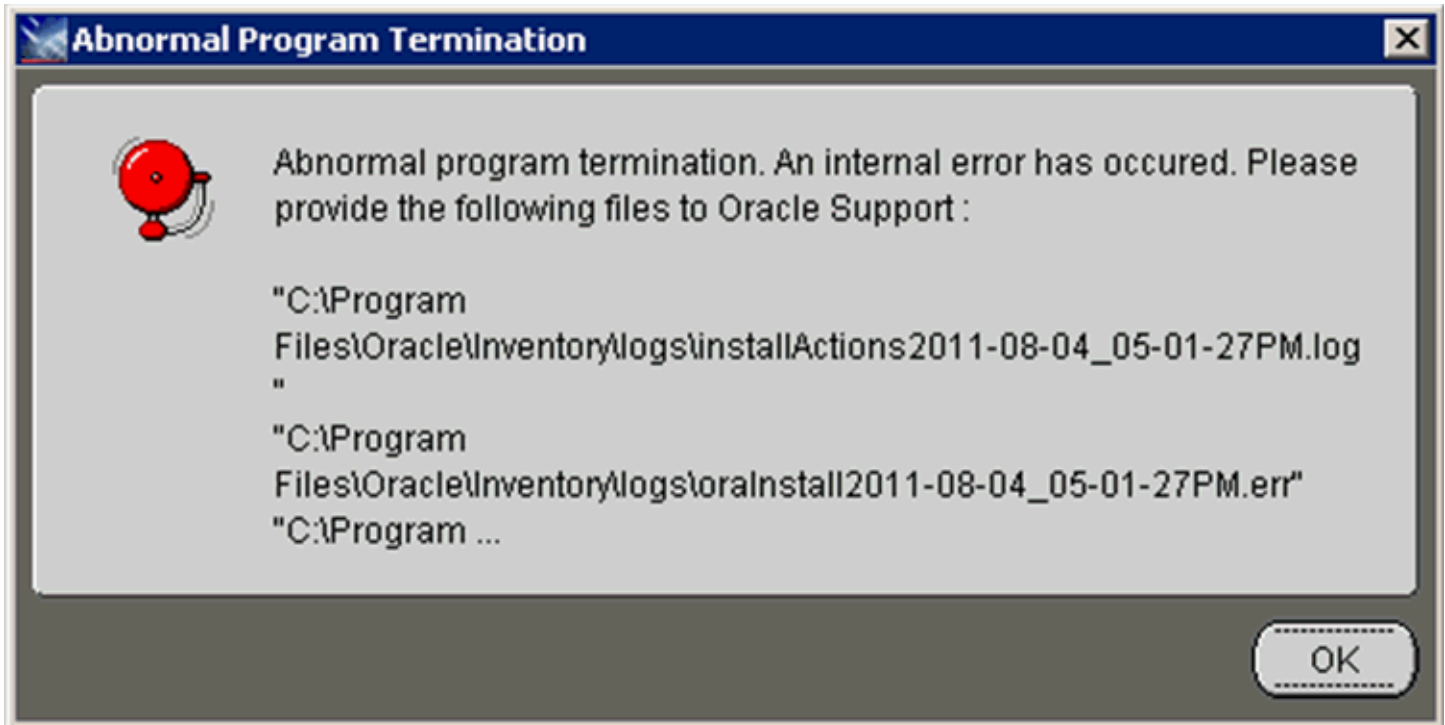 Abnormal Program Termination
Abnormal program termination. An internal error has occured. Please
provide the following files to Oracle Support :
"C:\Program
Files\Oracle\Inventory\logs\installActions2011-08-04_05-01-27PM.log
"
"C:\Program
Files\Oracle\Inventory\logs\oraInstall2011-08-04_05-01-27PM.err"
"C:\Program ...
OK